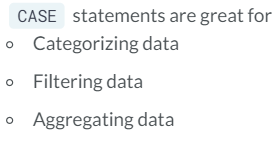 CASE statements are great for
Categorizing data
Filtering data
Aggregating data